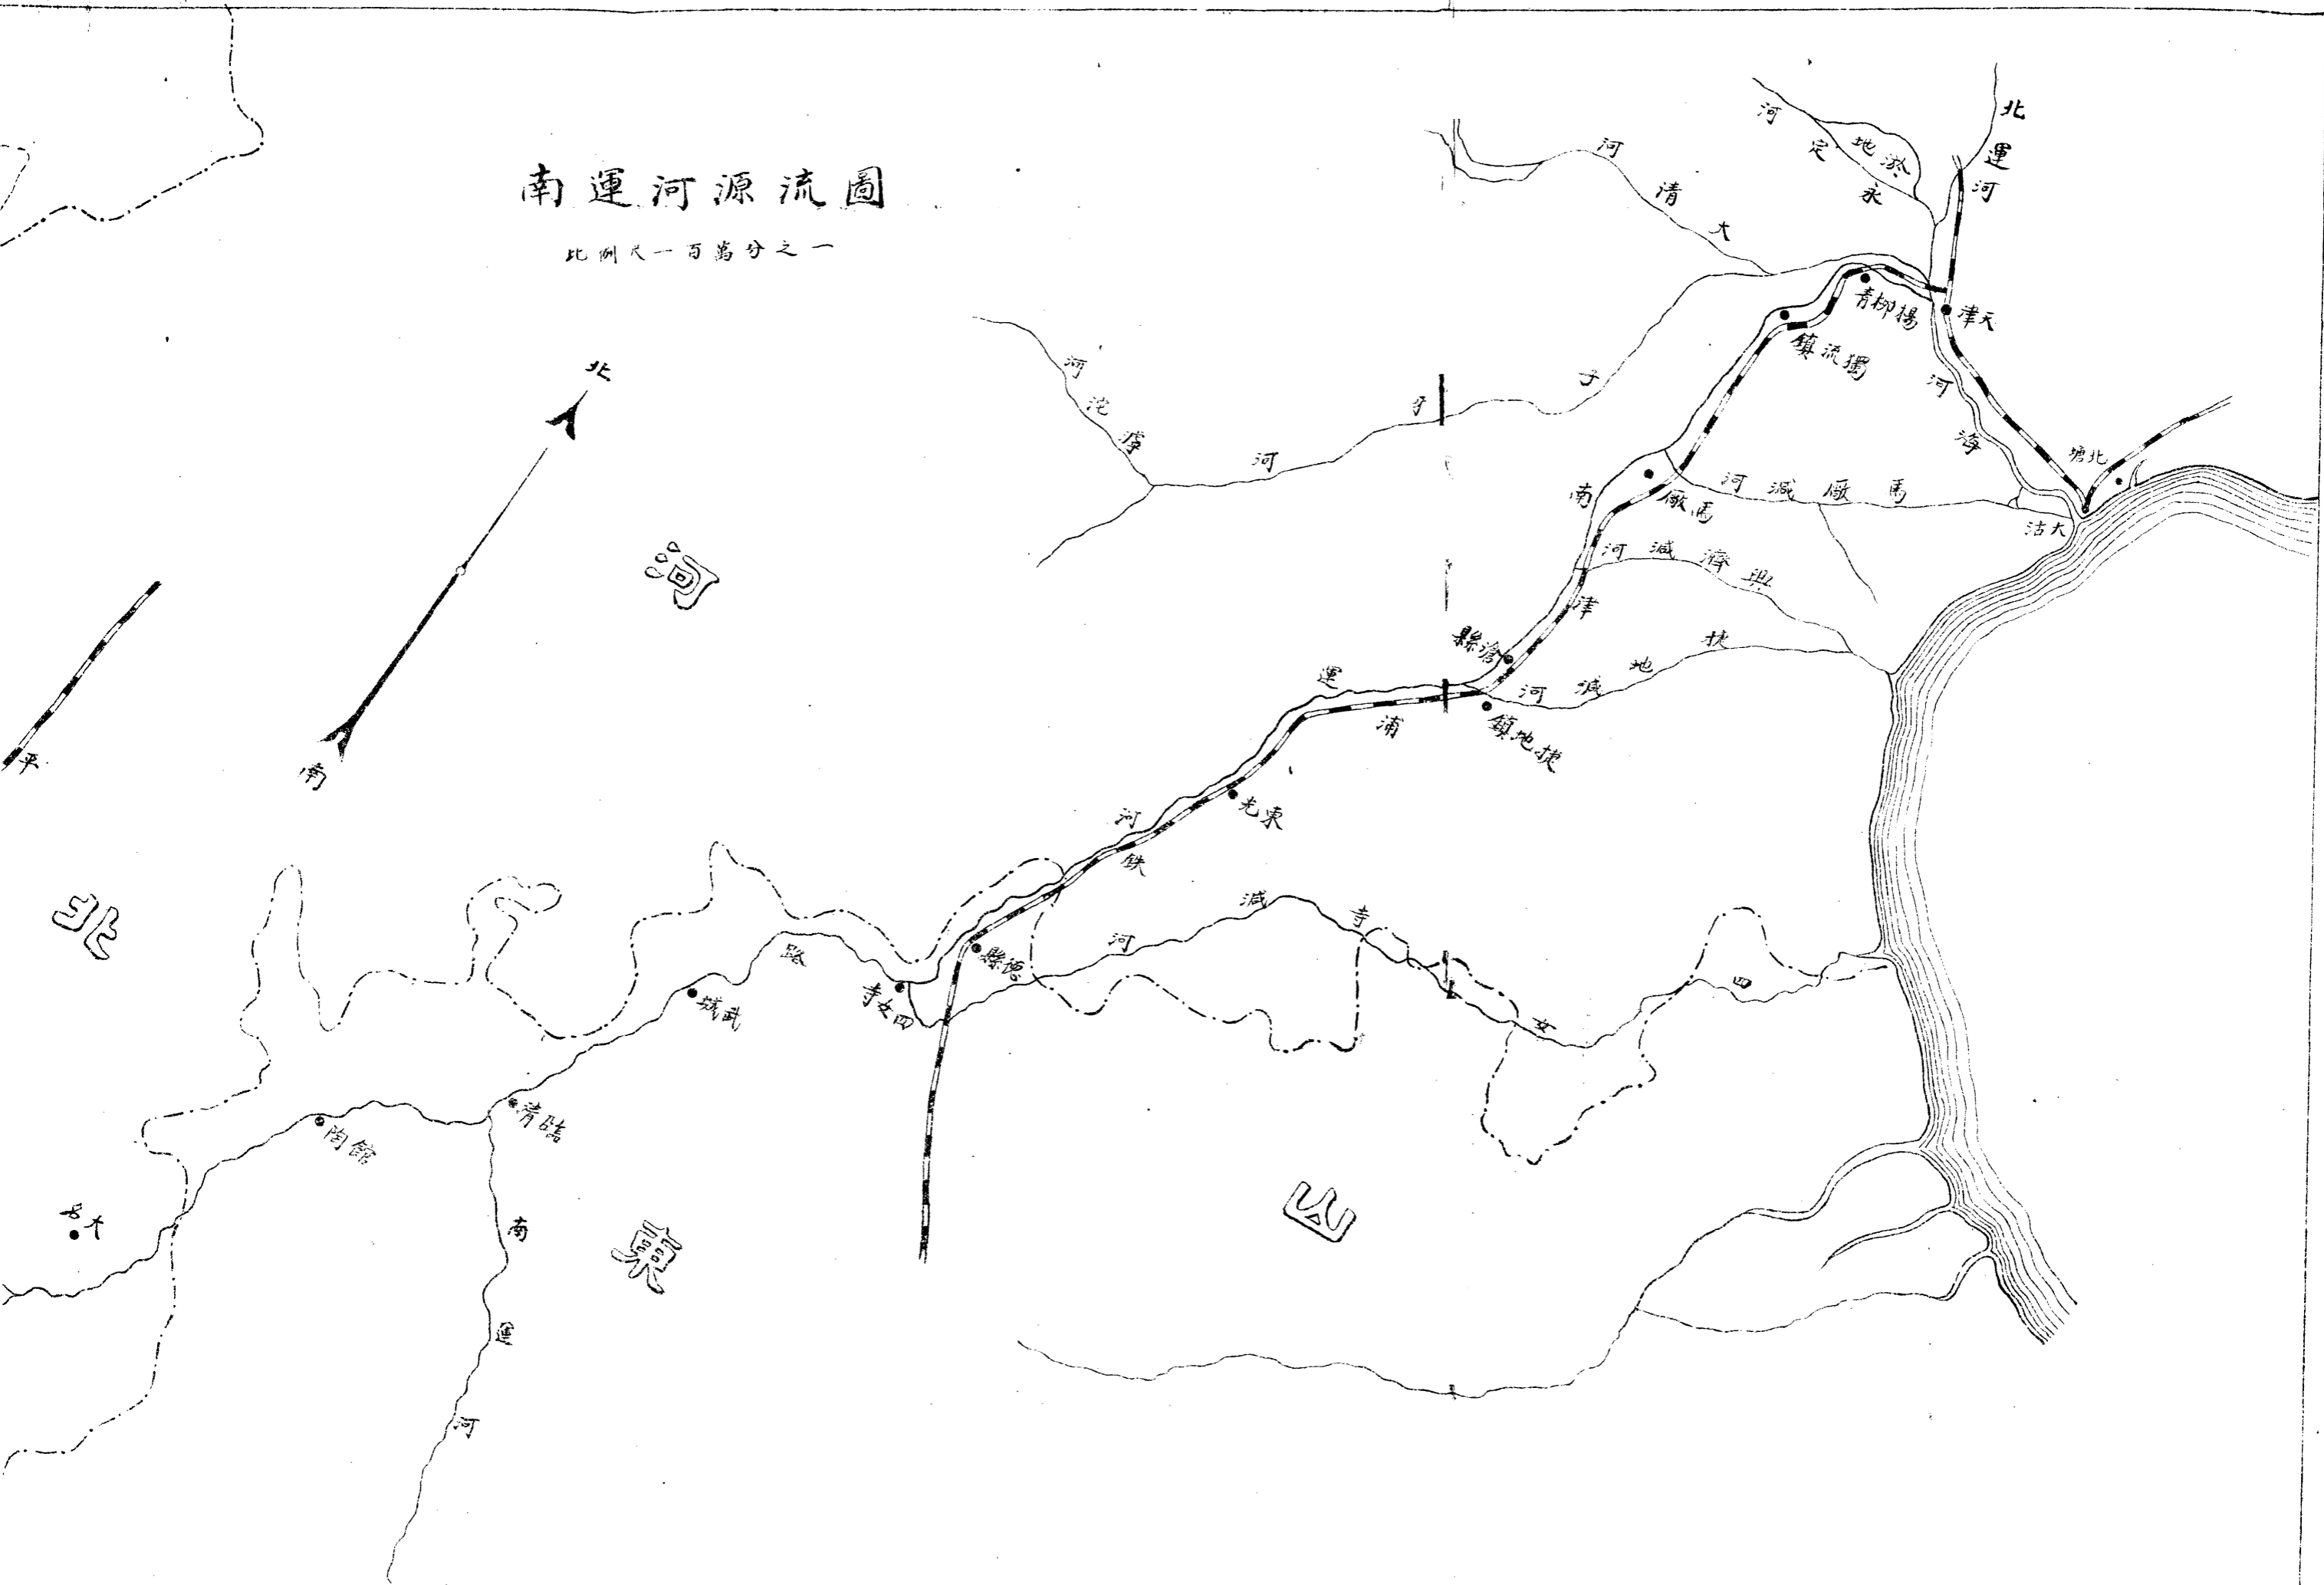 南運河源流圖
比例尺一百萬分之一
北
南
河北
山東
平
北運河
永定河
淤地
大清河
子牙河
滹沱河
楊柳青
天津
獨流鎮
海河
北塘
大沽
馬廠
馬廠減河
興濟減河
捷地減河
滄縣
捷地鎮
南運河
津浦鉄路
東光
德縣
四女寺
四女寺減河
武城
臨清
館陶
大名
南運河